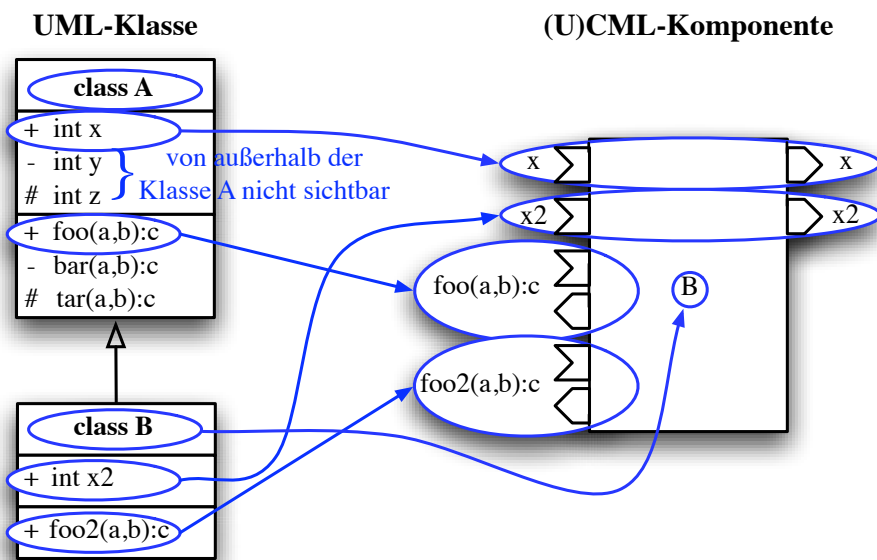 UML-Klasse
(U)CML-Komponente
class A
+ int x
- int y
# int z
von außerhalb der
Klasse A nicht sichtbar
+ foo(a,b):c
- bar(a,b):c
# tar(a,b):c
class B
+ int x2
+ foo2(a,b):c
x
x
x2
x2
foo(a,b):c
B
foo2(a,b):c